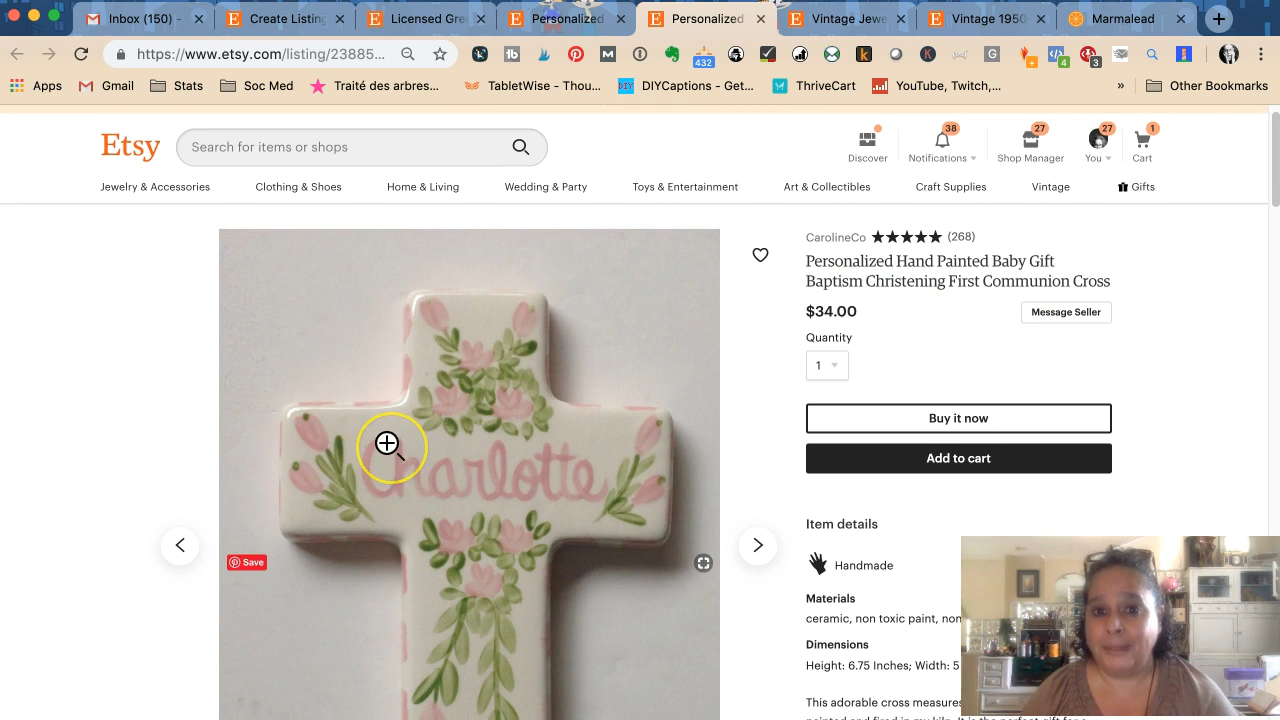 Inbox (150) -
Create Listing
Licensed Gre
Personalized
Personalized
Vintage Jewe
Vintage 1950
Marmalead
https://www.etsy.com/listing/23885...
432
4
3
Apps
Gmail
Stats
Soc Med
Traité des arbres...
TabletWise - Thou...
DIYCaptions - Get...
ThriveCart
YouTube, Twitch,...
»
Other Bookmarks
Etsy
Search for items or shops
Discover
38
Notifications
27
Shop Manager
27
You
1
Cart
Jewelry & Accessories
Clothing & Shoes
Home & Living
Wedding & Party
Toys & Entertainment
Art & Collectibles
Craft Supplies
Vintage
Gifts
CarolineCo ★★★★★ (268)
Personalized Hand Painted Baby Gift
Baptism Christening First Communion Cross
$34.00
Message Seller
Quantity
1
Buy it now
Add to cart
Charlotte
Save
Item details
Handmade
Materials
ceramic, non toxic paint, non
Dimensions
Height: 6.75 Inches; Width: 5
This adorable cross measures